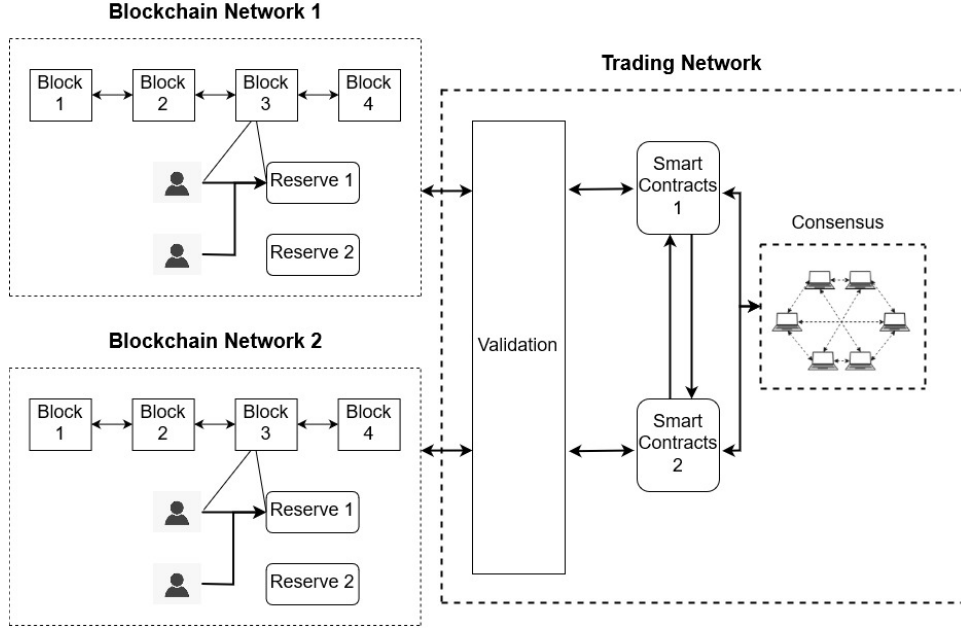 Blockchain Network 1
Block
1
Block
2
Block
3
Block
4
Reserve 1
Reserve 2
Blockchain Network 2
Block
1
Block
2
Block
3
Block
4
Reserve 1
Reserve 2
Trading Network
Validation
Smart
Contracts
1
Smart
Contracts
2
Consensus